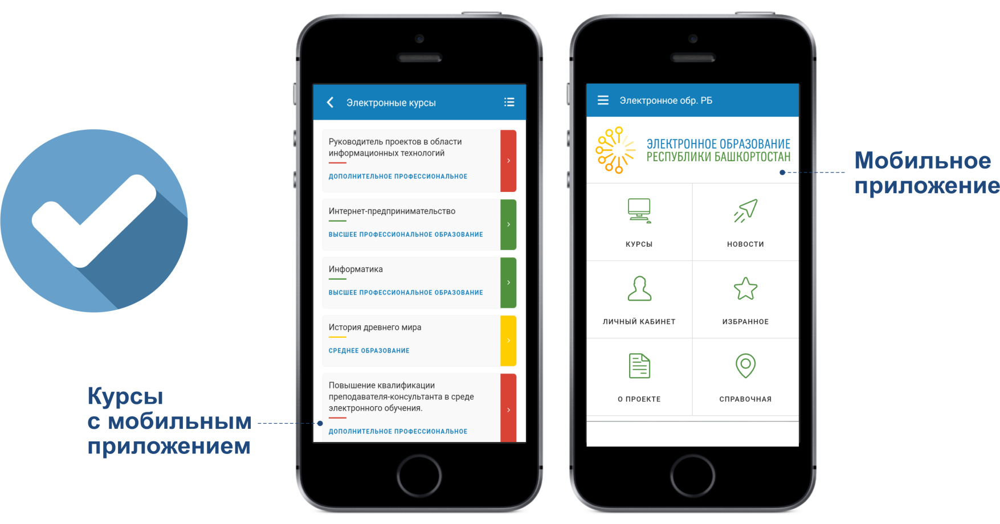 Курсы
с мобильным
приложением
Электронные курсы
Руководитель проектов в области
информационных технологий
ДОПОЛНИТЕЛЬНОЕ ПРОФЕССИОНАЛЬНОЕ
Интернет-предпринимательство
ВЫСШЕЕ ПРОФЕССИОНАЛЬНОЕ ОБРАЗОВАНИЕ
Информатика
ВЫСШЕЕ ПРОФЕССИОНАЛЬНОЕ ОБРАЗОВАНИЕ
История древнего мира
СРЕДНЕЕ ОБРАЗОВАНИЕ
Повышение квалификации
преподавателя-консультанта в среде
электронного обучения.
ДОПОЛНИТЕЛЬНОЕ ПРОФЕССИОНАЛЬНОЕ
Электронное обр. РБ
ЭЛЕКТРОННОЕ ОБРАЗОВАНИЕ
РЕСПУБЛИКИ БАШКОРТОСТАН
КУРСЫ
НОВОСТИ
ЛИЧНЫЙ КАБИНЕТ
ИЗБРАННОЕ
О ПРОЕКТЕ
СПРАВОЧНАЯ
Мобильное
приложение